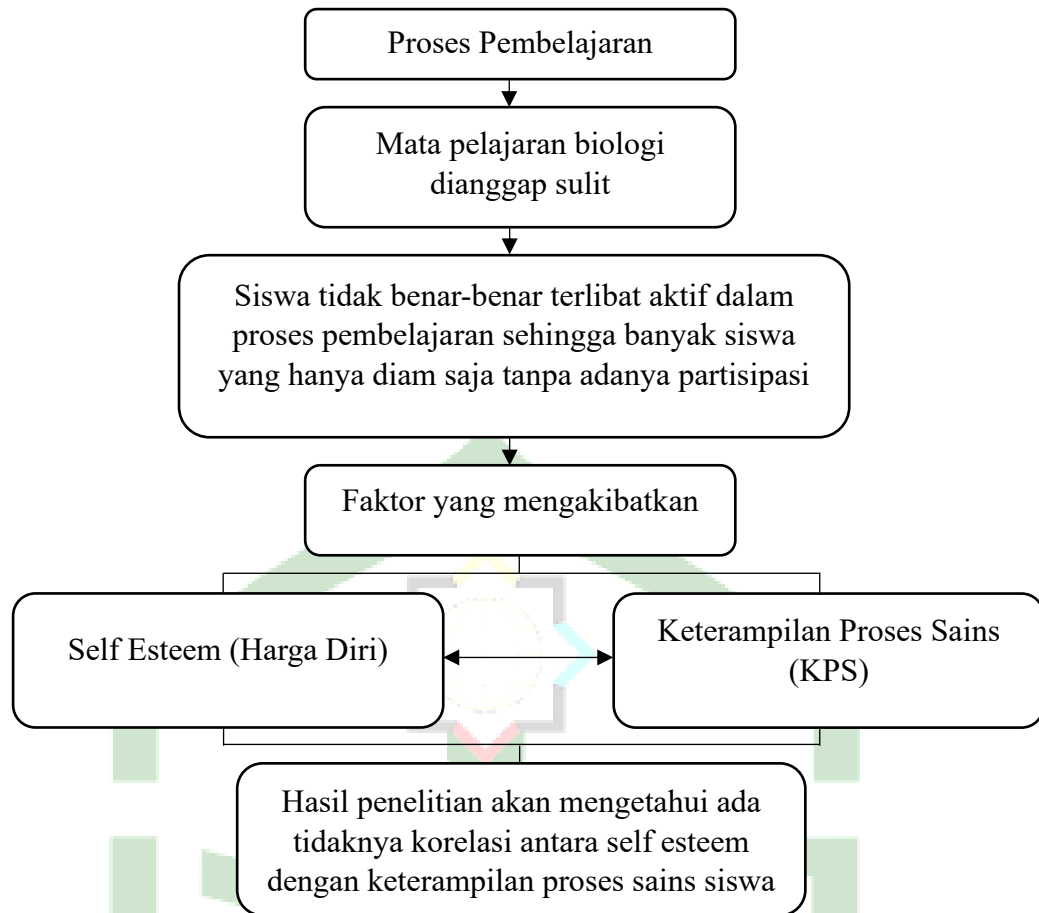 Proses Pembelajaran
Mata pelajaran biologi
dianggap sulit
Siswa tidak benar-benar terlibat aktif dalam
proses pembelajaran sehingga banyak siswa
yang hanya diam saja tanpa adanya partisipasi
Faktor yang mengakibatkan
Self Esteem (Harga Diri)
Keterampilan Proses Sains
(KPS)
Hasil penelitian akan mengetahui ada
tidaknya korelasi antara self esteem
dengan keterampilan proses sains siswa